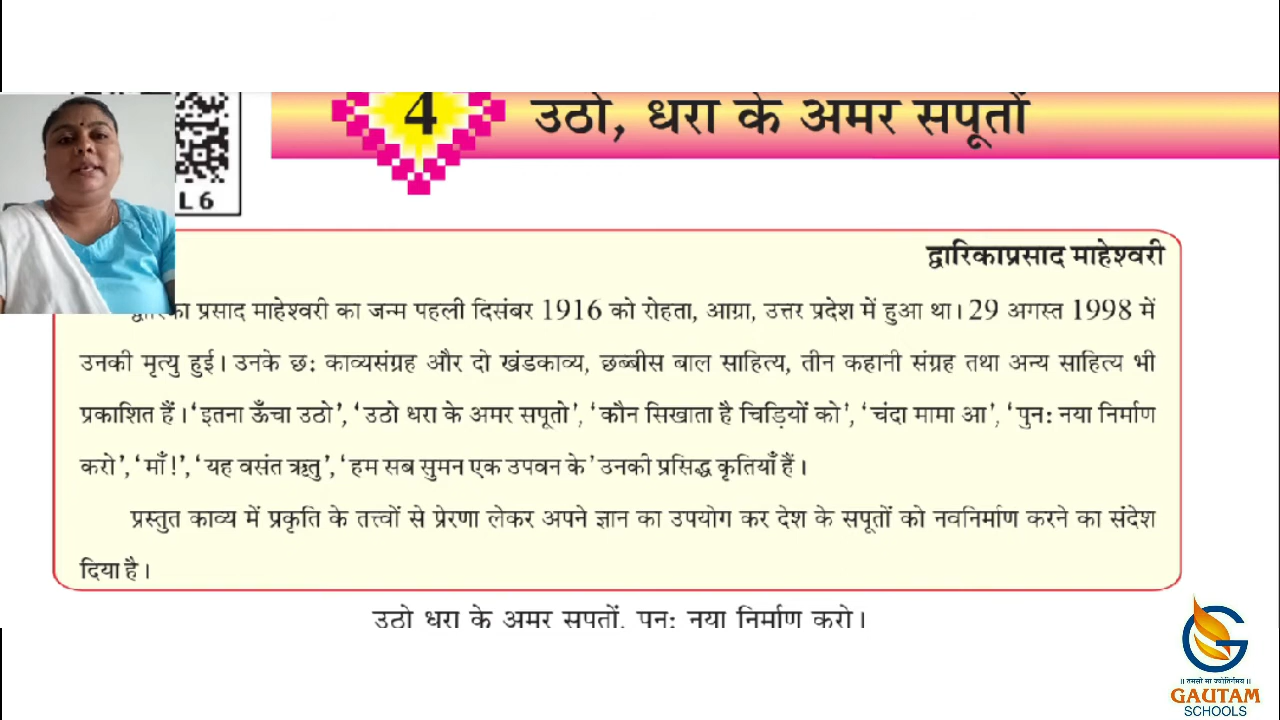 4
उठो, धरा के अमर सपूतों
L6
द्वारिकाप्रसाद माहेश्वरी
प्रसाद माहेश्वरी का जन्म पहली दिसंबर 1916 को रोहता, आग्रा, उत्तर प्रदेश में हुआ था। 29 अगस्त 1998 में
उनकी मृत्यु हुई। उनके छः काव्यसंग्रह और दो खंडकाव्य, छब्बीस बाल साहित्य, तीन कहानी संग्रह तथा अन्य साहित्य भी
प्रकाशित हैं। ‘इतना ऊँचा उठो’, ‘उठो धरा के अमर सपूतो’, ‘कौन सिखाता है चिड़ियों को’, ‘चंदा मामा आ’, ‘पुनः नया निर्माण
करो’, ‘माँ !’, ‘यह वसंत ऋतु’, ‘हम सब सुमन एक उपवन के’ उनकी प्रसिद्ध कृतियाँ हैं।
प्रस्तुत काव्य में प्रकृति के तत्त्वों से प्रेरणा लेकर अपने ज्ञान का उपयोग कर देश के सपूतों को नवनिर्माण करने का संदेश
दिया है।
उठो धरा के अमर सपूतों, पुनः नया निर्माण करो।
॥ तमसो मा ज्योतिर्गमय ॥
GAUTAM
SCHOOLS